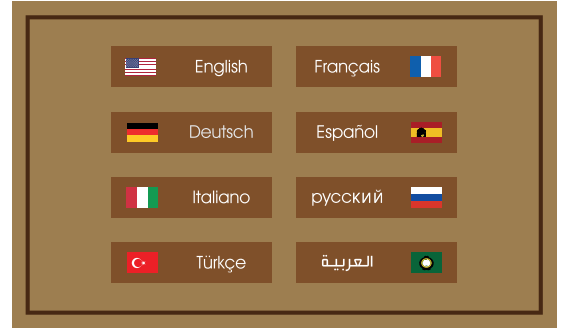 English
Français
Deutsch
Español
Italiano
русский
Türkçe
العربية